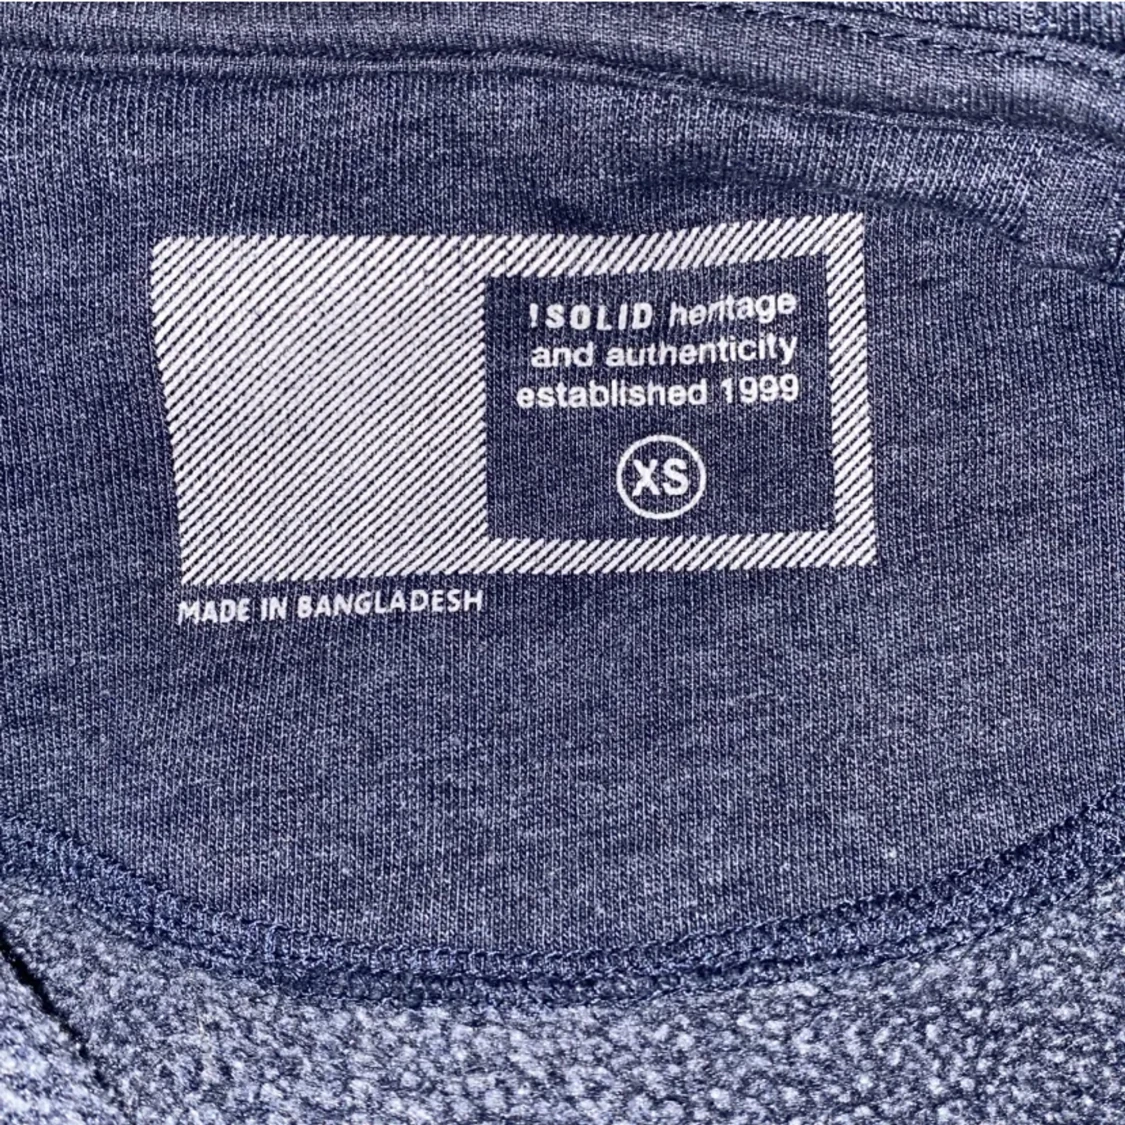 !SOLID heritage
and authenticity
established 1999
XS
MADE IN BANGLADESH